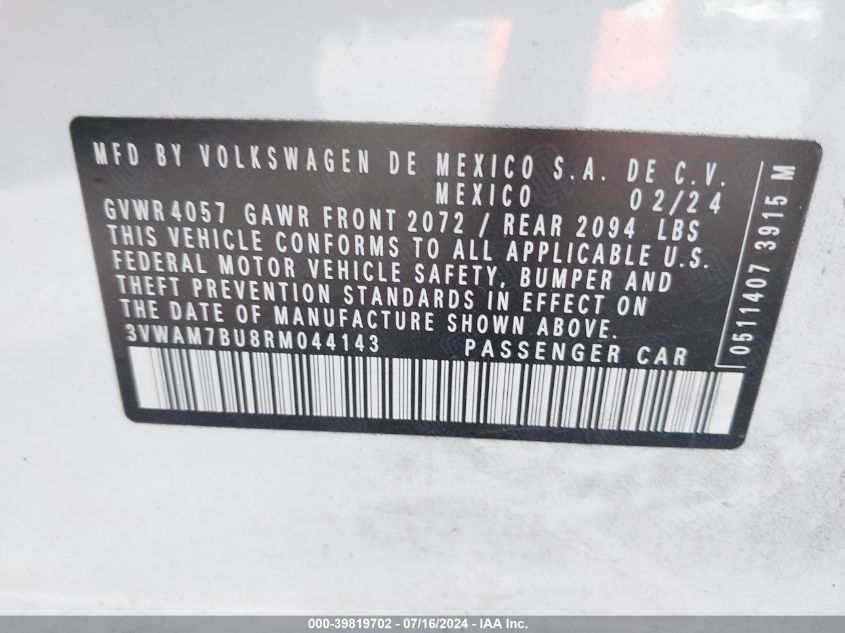 MFD BY VOLKSWAGEN DE MEXICO S.A. DE C.V.
MEXICO 02/24
GVWR 4057 GAWR FRONT 2072 / REAR 2094 LBS
THIS VEHICLE CONFORMS TO ALL APPLICABLE U.S.
FEDERAL MOTOR VEHICLE SAFETY, BUMPER AND
THEFT PREVENTION STANDARDS IN EFFECT ON
THE DATE OF MANUFACTURE SHOWN ABOVE.
3VWAM7BU8RM044143 PASSENGER CAR
0511407 3915 M
000-39819702 - 07/16/2024 - IAA Inc.